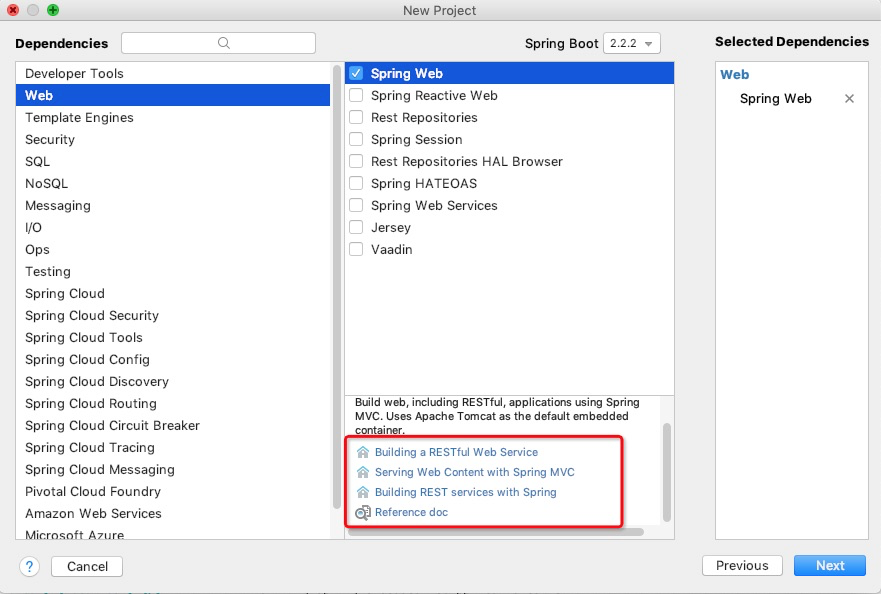 New Project
Dependencies
Spring Boot 2.2.2
Selected Dependencies
Developer Tools
Web
Template Engines
Security
SQL
NoSQL
Messaging
I/O
Ops
Testing
Spring Cloud
Spring Cloud Security
Spring Cloud Tools
Spring Cloud Config
Spring Cloud Discovery
Spring Cloud Routing
Spring Cloud Circuit Breaker
Spring Cloud Tracing
Spring Cloud Messaging
Pivotal Cloud Foundry
Amazon Web Services
Microsoft Azure
Spring Web
Spring Reactive Web
Rest Repositories
Spring Session
Rest Repositories HAL Browser
Spring HATEOAS
Spring Web Services
Jersey
Vaadin
Build web, including RESTful, applications using Spring
MVC. Uses Apache Tomcat as the default embedded
container.
Building a RESTful Web Service
Serving Web Content with Spring MVC
Building REST services with Spring
Reference doc
Web
Spring Web
?
Cancel
Previous
Next